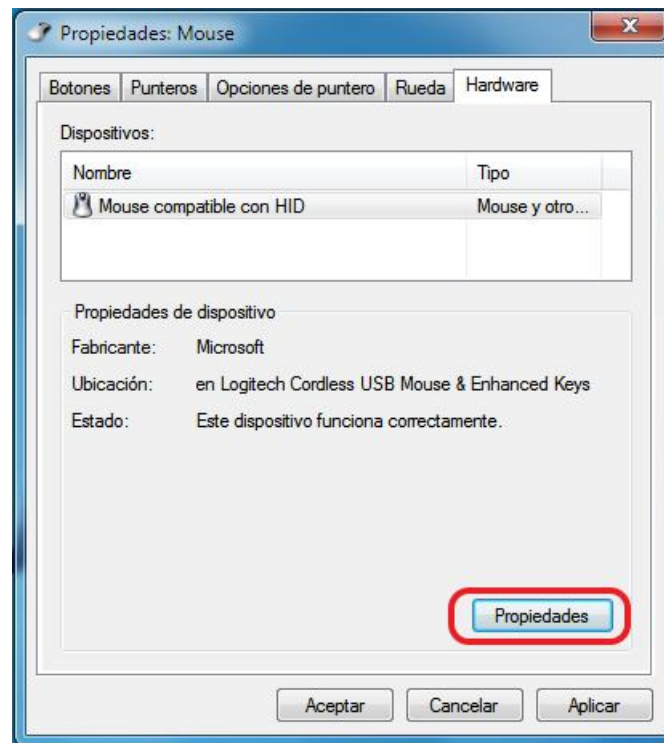 Propiedades: Mouse
Botones Punteros Opciones de puntero Rueda Hardware
Dispositivos:
Nombre Tipo
Mouse compatible con HID Mouse y otro...
Propiedades de dispositivo
Fabricante: Microsoft
Ubicación: en Logitech Cordless USB Mouse & Enhanced Keys
Estado: Este dispositivo funciona correctamente.
Propiedades
Aceptar Cancelar Aplicar